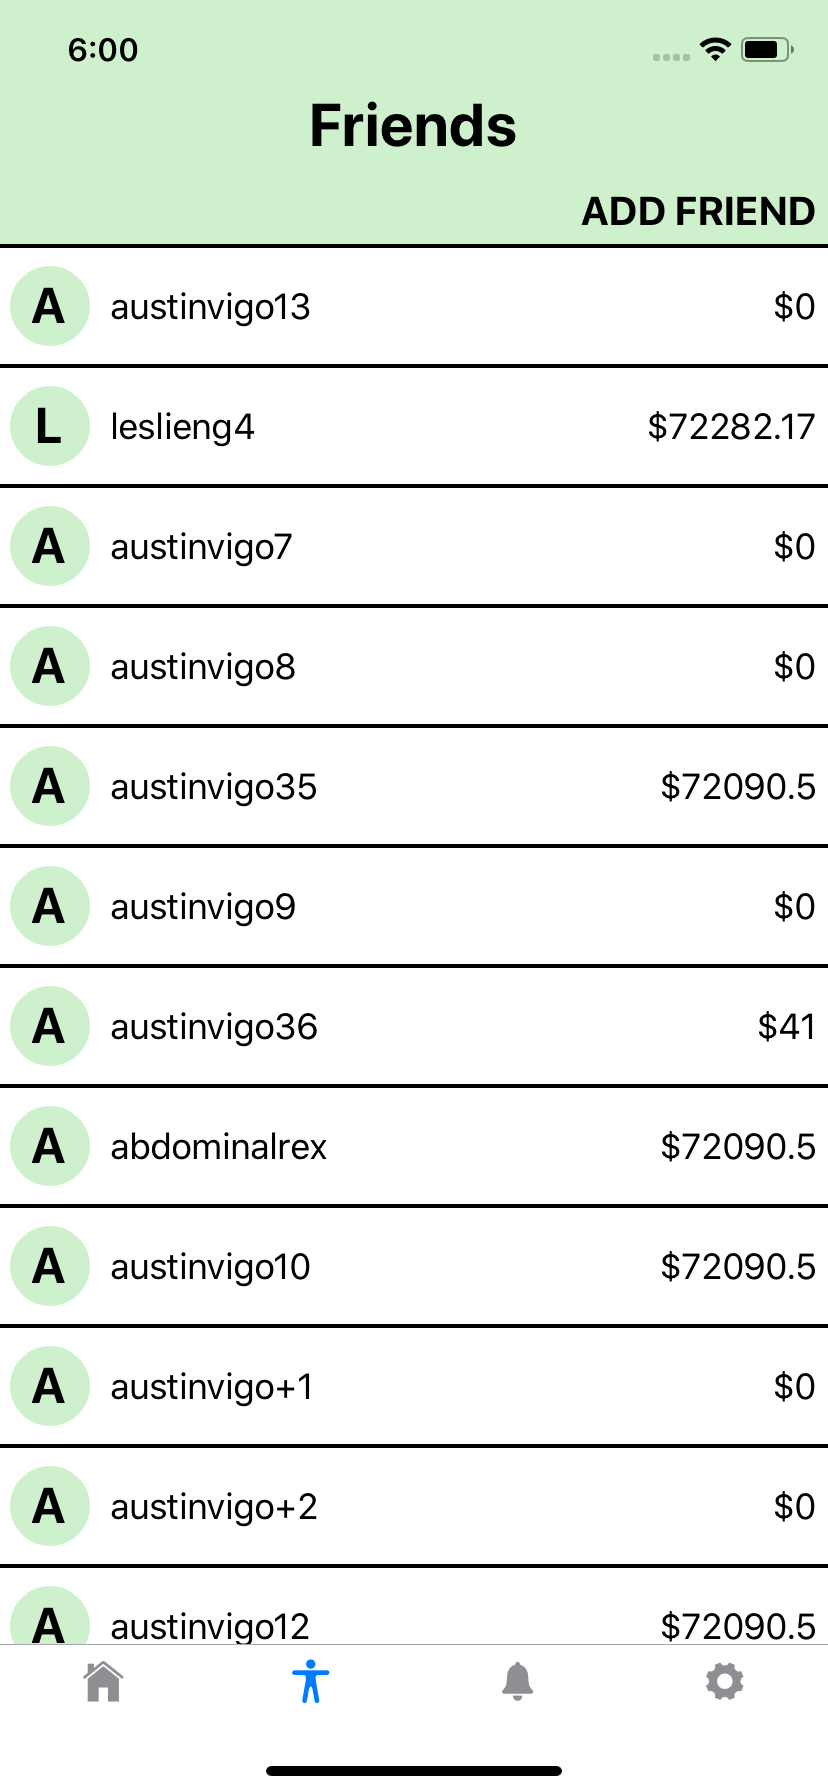 6:00
Friends
ADD FRIEND
A austinvigo13 $0
L leslieng4 $72282.17
A austinvigo7 $0
A austinvigo8 $0
A austinvigo35 $72090.5
A austinvigo9 $0
A austinvigo36 $41
A abdominalrex $72090.5
A austinvigo10 $72090.5
A austinvigo+1 $0
A austinvigo+2 $0
A austinvigo12 $72090.5